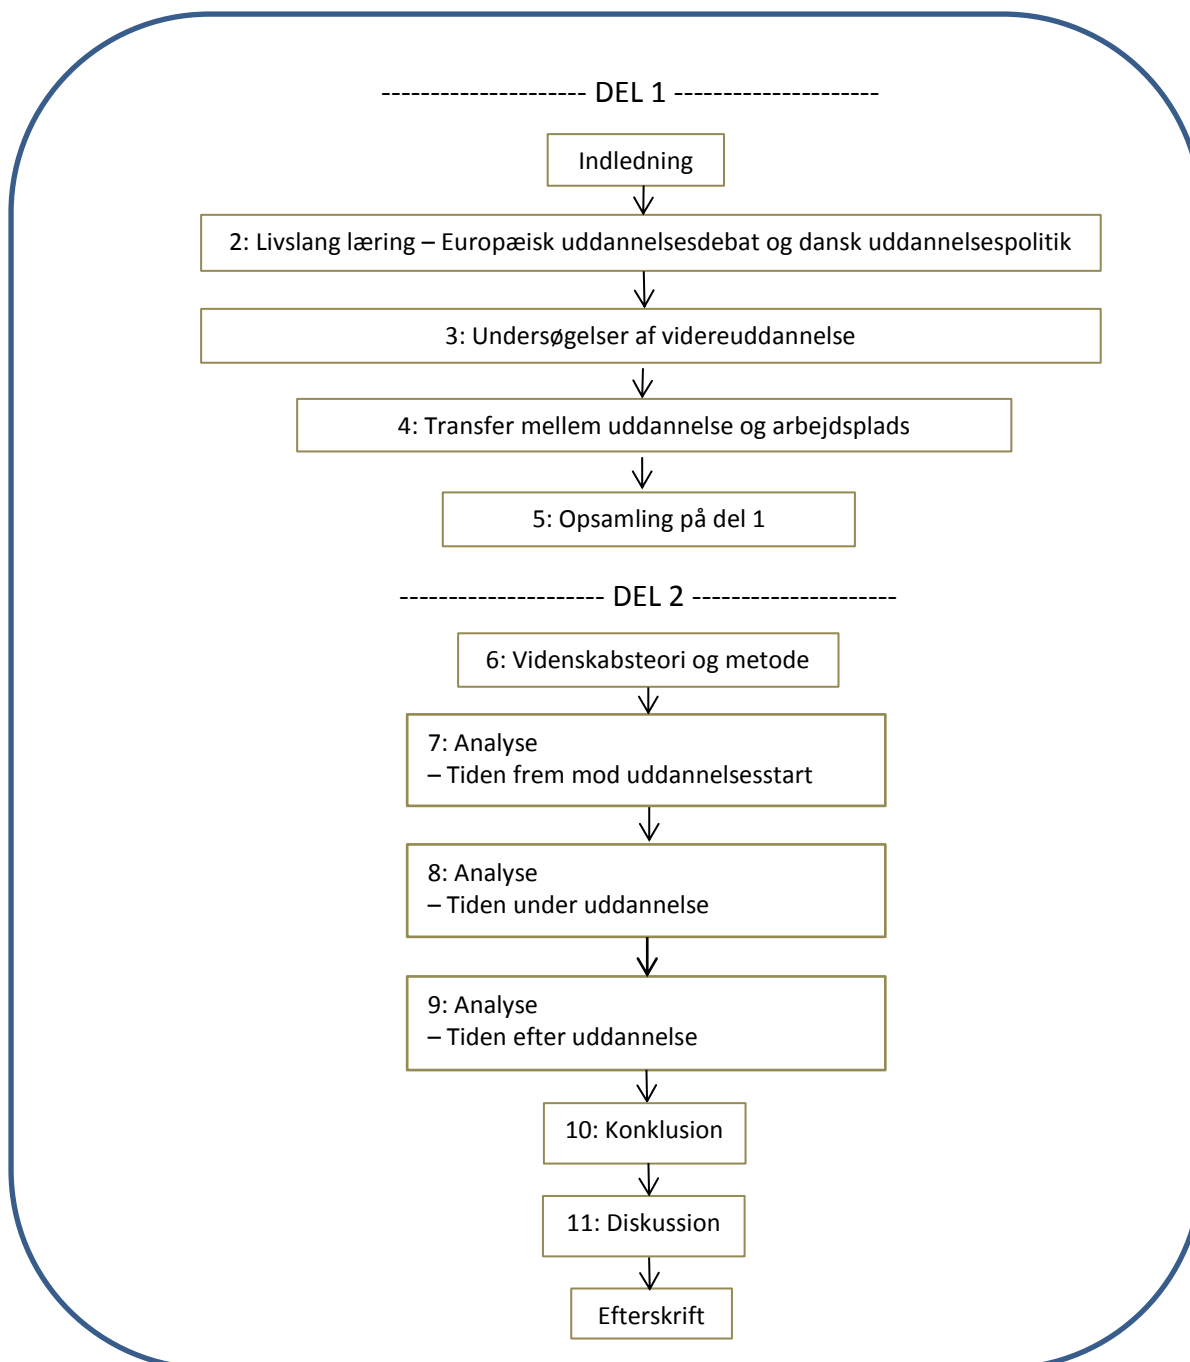 --------------------- DEL 1 ---------------------
Indledning
2: Livslang læring – Europæisk uddannelsesdebat og dansk uddannelsespolitik
3: Undersøgelser af videreuddannelse
4: Transfer mellem uddannelse og arbejdsplads
5: Opsamling på del 1
--------------------- DEL 2 ---------------------
6: Videnskabsteori og metode
7: Analyse
– Tiden frem mod uddannelsesstart
8: Analyse
– Tiden under uddannelse
9: Analyse
– Tiden efter uddannelse
10: Konklusion
11: Diskussion
Efterskrift